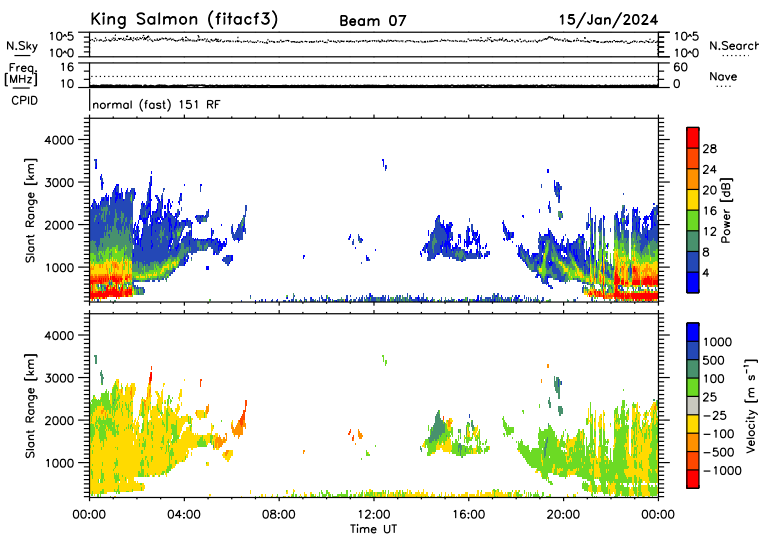 King Salmon (fitacf3) Beam 07 15/Jan/2024
N.Sky 10^5 10^0 10^5 10^0 N.Search
Freq [MHz] 16 10 60 0 Nave
CPID normal (fast) 151 RF
Slant Range [km] 4000 3000 2000 1000
Power [dB] 28 24 20 16 12 8 4
Slant Range [km] 4000 3000 2000 1000
Velocity [m s⁻¹] 1000 500 100 25 −25 −100 −500 −1000
00:00 04:00 08:00 12:00 16:00 20:00 00:00
Time UT